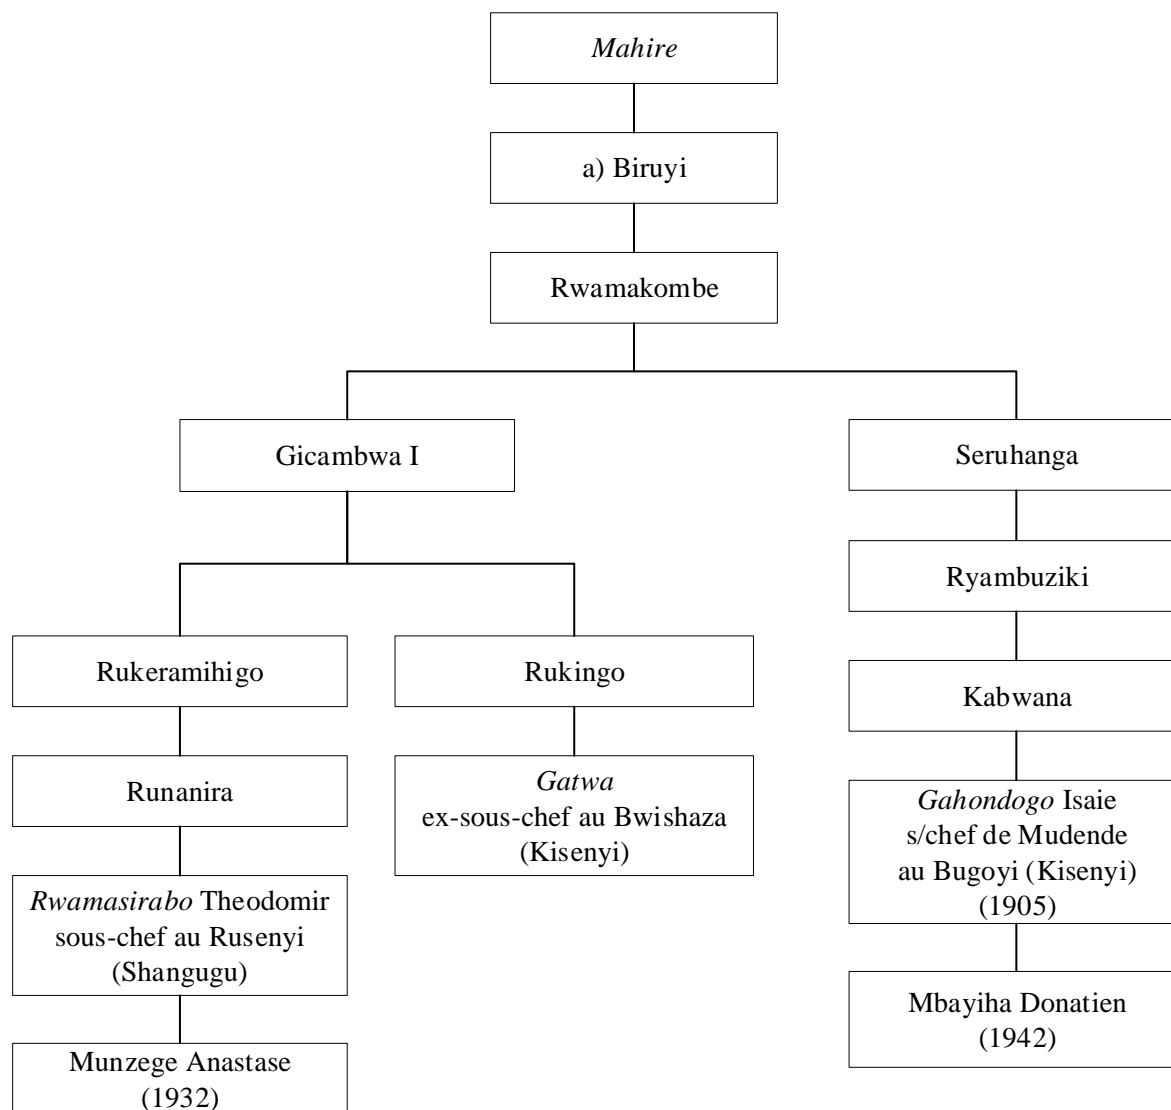 Mahire
a) Biruyi
Rwamakombe
Gicambwa I
Seruhanga
Ryambuziki
Rukeramihigo
Rukingo
Kabwana
Runanira
Gatwa
ex-sous-chef au Bwishaza
(Kisenyi)
Gahondogo Isaie
s/chef de Mudende
au Bugoyi (Kisenyi)
(1905)
Rwamasirabo Theodomir
sous-chef au Rusenyi
(Shangugu)
Mbayiha Donatien
(1942)
Munzege Anastase
(1932)